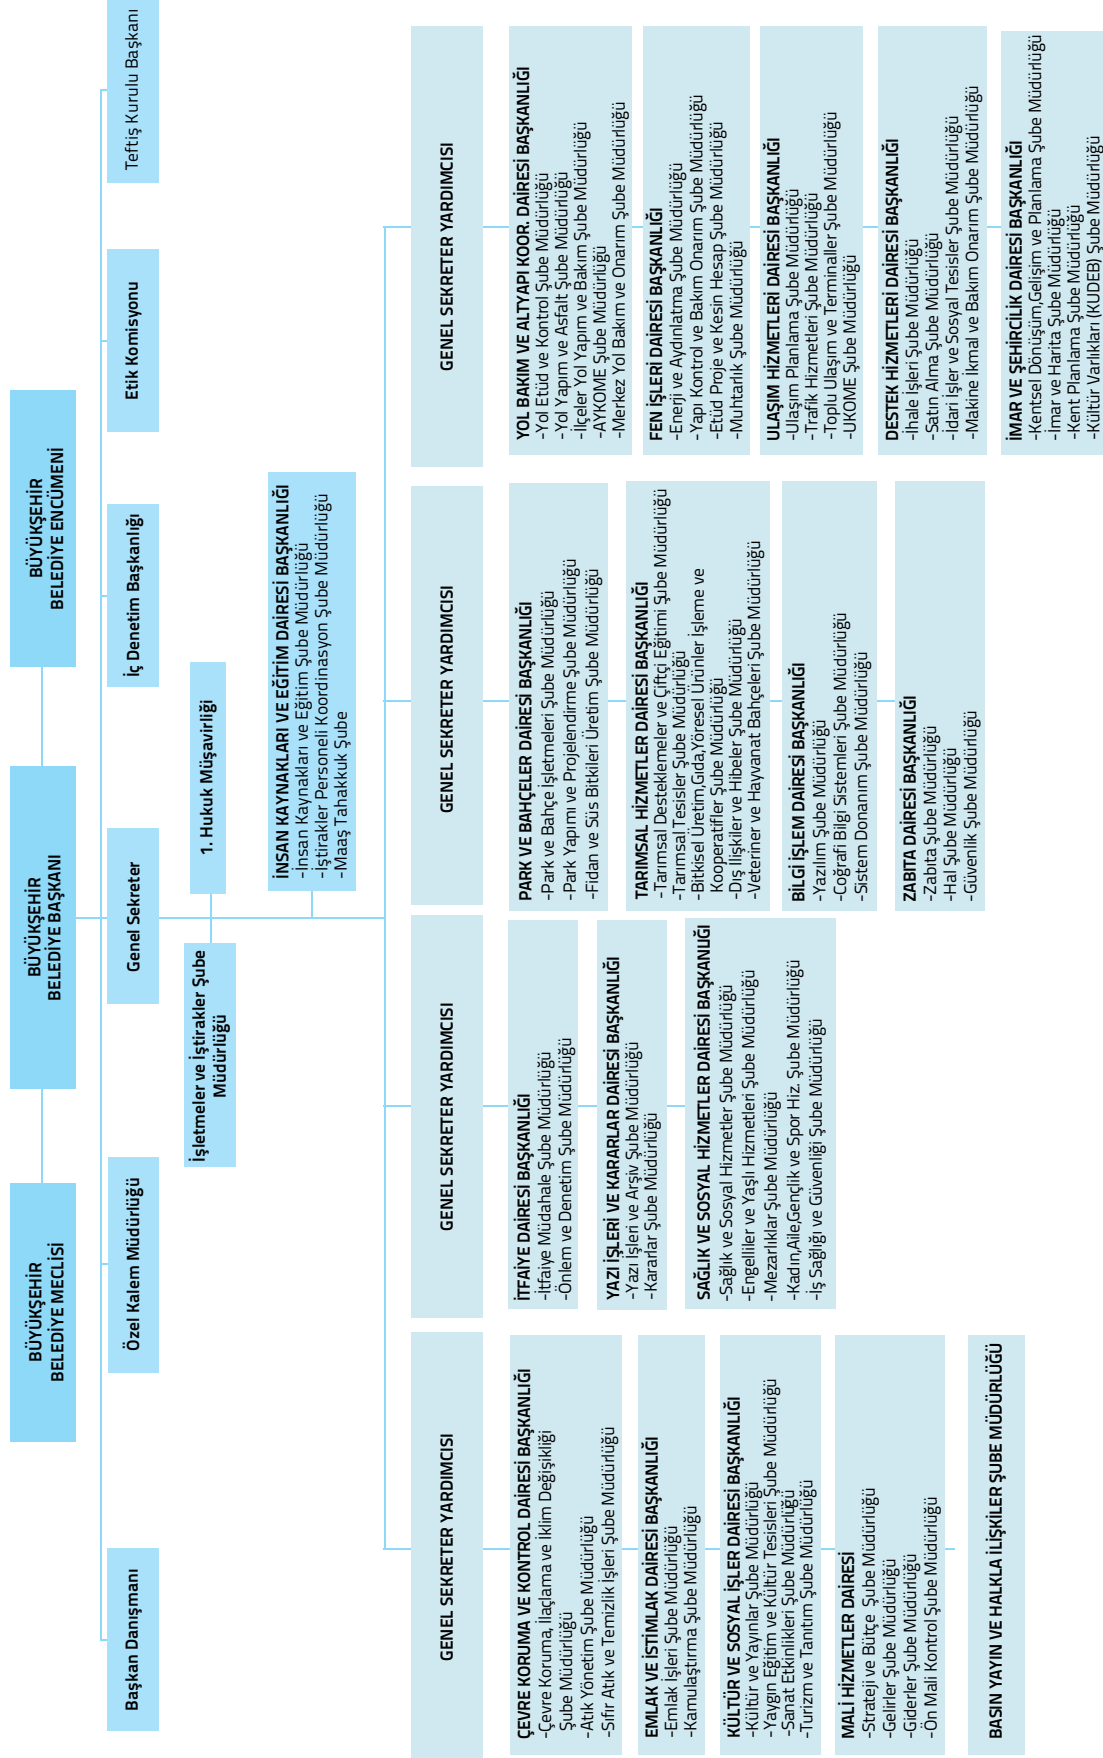 BÜYÜKŞEHİR
BELEDİYE MECLİSİ
BÜYÜKŞEHİR
BELEDİYE BAŞKANI
BÜYÜKŞEHİR
BELEDİYE ENCÜMENİ
Başkan Danışmanı
Özel Kalem Müdürlüğü
Genel Sekreter
İç Denetim Başkanlığı
Etik Komisyonu
Teftiş Kurulu Başkanı
İşletmeler ve İştirakler Şube
Müdürlüğü
1. Hukuk Müşavirliği
İNSAN KAYNAKLARI VE EĞİTİM DAİRESİ BAŞKANLIĞI
-İnsan Kaynakları ve Eğitim Şube Müdürlüğü
-İştirakler Personeli Koordinasyon Şube Müdürlüğü
-Maaş Tahakkuk Şube
GENEL SEKRETER YARDIMCISI
ÇEVRE KORUMA VE KONTROL DAİRESİ BAŞKANLIĞI
-Çevre Koruma, İlaçlama ve İklim Değişikliği
Şube Müdürlüğü
-Atık Yönetim Şube Müdürlüğü
-Sıfır Atık ve Temizlik İşleri Şube Müdürlüğü
EMLAK VE İSTİMLAK DAİRESİ BAŞKANLIĞI
-Emlak İşleri Şube Müdürlüğü
-Kamulaştırma Şube Müdürlüğü
KÜLTÜR VE SOSYAL İŞLER DAİRESİ BAŞKANLIĞI
-Kültür ve Yayınlar Şube Müdürlüğü
-Yaygın Eğitim ve Kültür Tesisleri Şube Müdürlüğü
-Sanat Etkinlikleri Şube Müdürlüğü
-Turizm ve Tanıtım Şube Müdürlüğü
MALİ HİZMETLER DAİRESİ
-Strateji ve Bütçe Şube Müdürlüğü
-Gelirler Şube Müdürlüğü
-Giderler Şube Müdürlüğü
-Ön Mali Kontrol Şube Müdürlüğü
BASIN YAYIN VE HALKLA İLİŞKİLER ŞUBE MÜDÜRLÜĞÜ
GENEL SEKRETER YARDIMCISI
İTFAİYE DAİRESİ BAŞKANLIĞI
-İtfaiye Müdahale Şube Müdürlüğü
-Önlem ve Denetim Şube Müdürlüğü
YAZI İŞLERİ VE KARARLAR DAİRESİ BAŞKANLIĞI
-Yazı İşleri ve Arşiv Şube Müdürlüğü
-Kararlar Şube Müdürlüğü
SAĞLIK VE SOSYAL HİZMETLER DAİRESİ BAŞKANLIĞI
-Sağlık ve Sosyal Hizmetler Şube Müdürlüğü
-Engelliler ve Yaşlı Hizmetleri Şube Müdürlüğü
-Mezarlıklar Şube Müdürlüğü
-Kadın,Aile,Gençlik ve Spor Hiz. Şube Müdürlüğü
-İş Sağlığı ve Güvenliği Şube Müdürlüğü
GENEL SEKRETER YARDIMCISI
PARK VE BAHÇELER DAİRESİ BAŞKANLIĞI
-Park ve Bahçe İşletmeleri Şube Müdürlüğü
-Park Yapım ve Projelendirme Şube Müdürlüğü
-Fidan ve Süs Bitkileri Üretim Şube Müdürlüğü
TARIMSAL HİZMETLER DAİRESİ BAŞKANLIĞI
-Tarımsal Desteklemeler ve Çiftçi Eğitimi Şube Müdürlüğü
-Tarımsal Tesisler Şube Müdürlüğü
-Bitkisel Üretim,Gıda,Yöresel Ürünler İşleme ve
Kooperatifler Şube Müdürlüğü
-Dış İlişkiler ve Hibeler Şube Müdürlüğü
-Veteriner ve Hayvanat Bahçeleri Şube Müdürlüğü
BİLGİ İŞLEM DAİRESİ BAŞKANLIĞI
-Yazılım Şube Müdürlüğü
-Coğrafi Bilgi Sistemleri Şube Müdürlüğü
-Sistem Donanım Şube Müdürlüğü
ZABITA DAİRESİ BAŞKANLIĞI
-Zabıta Şube Müdürlüğü
-Hal Şube Müdürlüğü
-Güvenlik Şube Müdürlüğü
GENEL SEKRETER YARDIMCISI
YOL BAKIM VE ALTYAPI KOOR. DAİRESİ BAŞKANLIĞI
-Yol Etüd ve Kontrol Şube Müdürlüğü
-Yol Yapım ve Asfalt Şube Müdürlüğü
-İlçeler Yol Yapım ve Bakım Şube Müdürlüğü
-AYKOME Şube Müdürlüğü
-Merkez Yol Bakım ve Onarım Şube Müdürlüğü
FEN İŞLERİ DAİRESİ BAŞKANLIĞI
-Enerji ve Aydınlatma Şube Müdürlüğü
-Yapı Kontrol ve Bakım Onarım Şube Müdürlüğü
-Etüd Proje ve Kesin Hesap Şube Müdürlüğü
-Muhtarlık Şube Müdürlüğü
ULAŞIM HİZMETLERİ DAİRESİ BAŞKANLIĞI
-Ulaşım Planlama Şube Müdürlüğü
-Trafik Hizmetleri Şube Müdürlüğü
-Toplu Ulaşım ve Terminaller Şube Müdürlüğü
-UKOME Şube Müdürlüğü
DESTEK HİZMETLERİ DAİRESİ BAŞKANLIĞI
-İhale İşleri Şube Müdürlüğü
-Satın Alma Şube Müdürlüğü
-İdari İşler ve Sosyal Tesisler Şube Müdürlüğü
-Makine İkmal ve Bakım Onarım Şube Müdürlüğü
İMAR VE ŞEHİRCİLİK DAİRESİ BAŞKANLIĞI
-Kentsel Dönüşüm,Gelişim ve Planlama Şube Müdürlüğü
-İmar ve Harita Şube Müdürlüğü
-Kent Planlama Şube Müdürlüğü
-Kültür Varlıkları (KUDEB) Şube Müdürlüğü